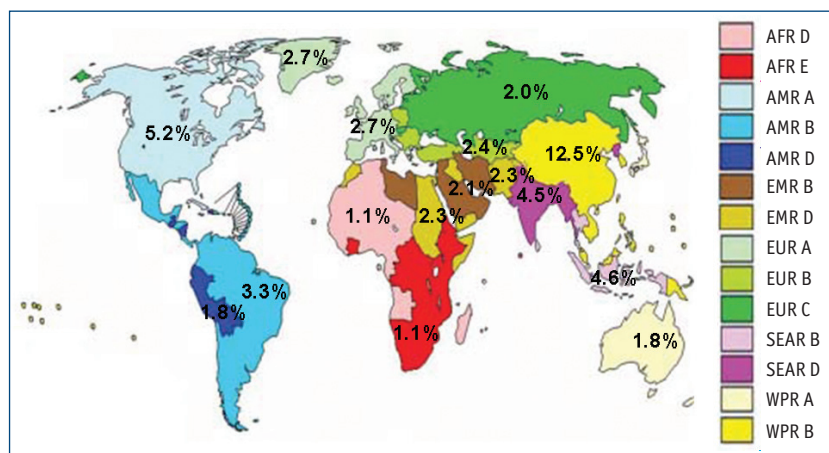 2.7%
2.0%
5.2%
2.7%
2.4%
12.5%
2.3%
2.1%
4.5%
1.1%
2.3%
4.6%
3.3%
1.8%
1.1%
1.8%
AFR D
AFR E
AMR A
AMR B
AMR D
EMR B
EMR D
EUR A
EUR B
EUR C
SEAR B
SEAR D
WPR A
WPR B